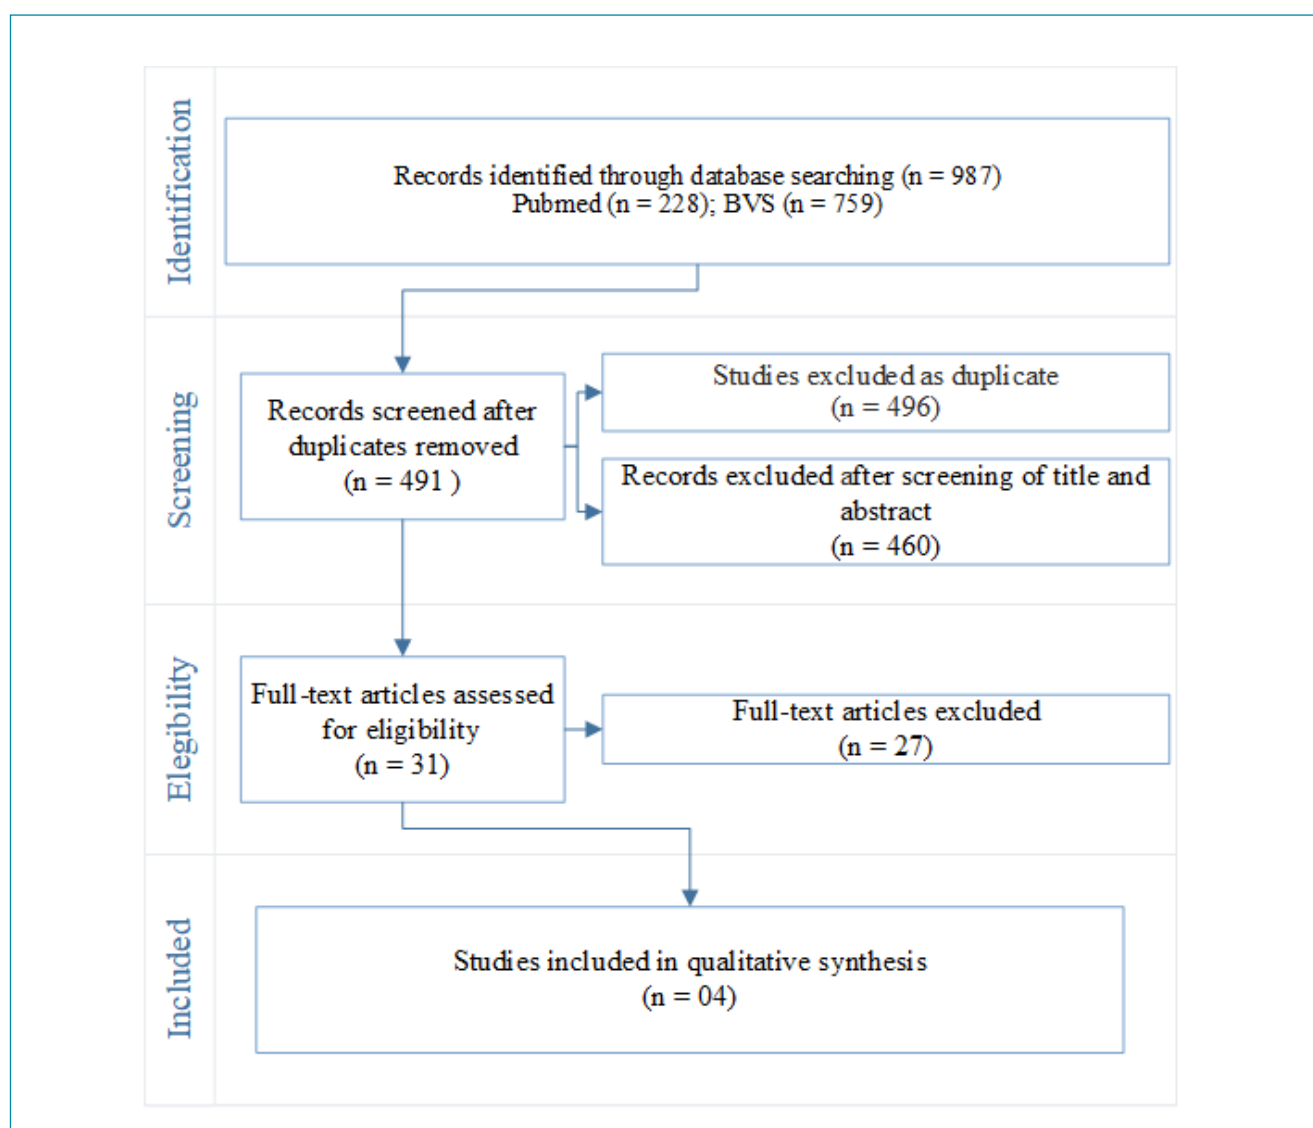 Identification
Records identified through database searching (n = 987)
Pubmed (n = 228); BVS (n = 759)
Screening
Records screened after
duplicates removed
(n = 491 )
Studies excluded as duplicate
(n = 496)
Records excluded after screening of title and
abstract
(n = 460)
Elegibility
Full-text articles assessed
for eligibility
(n = 31)
Full-text articles excluded
(n = 27)
Included
Studies included in qualitative synthesis
(n = 04)